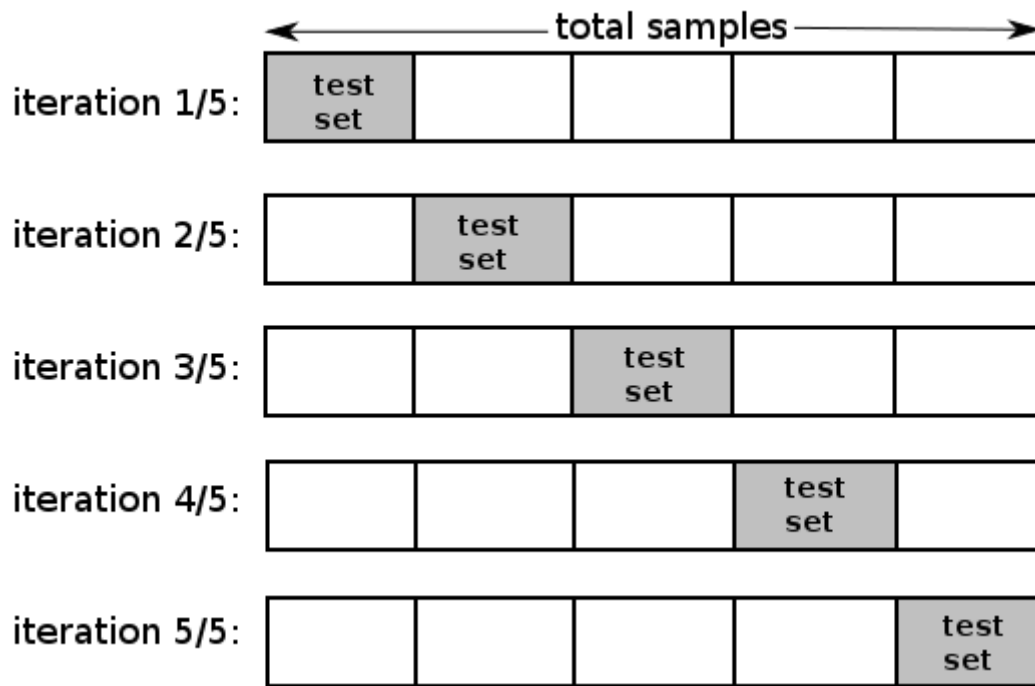 total samples
iteration 1/5:
test
set
iteration 2/5:
test
set
iteration 3/5:
test
set
iteration 4/5:
test
set
iteration 5/5:
test
set